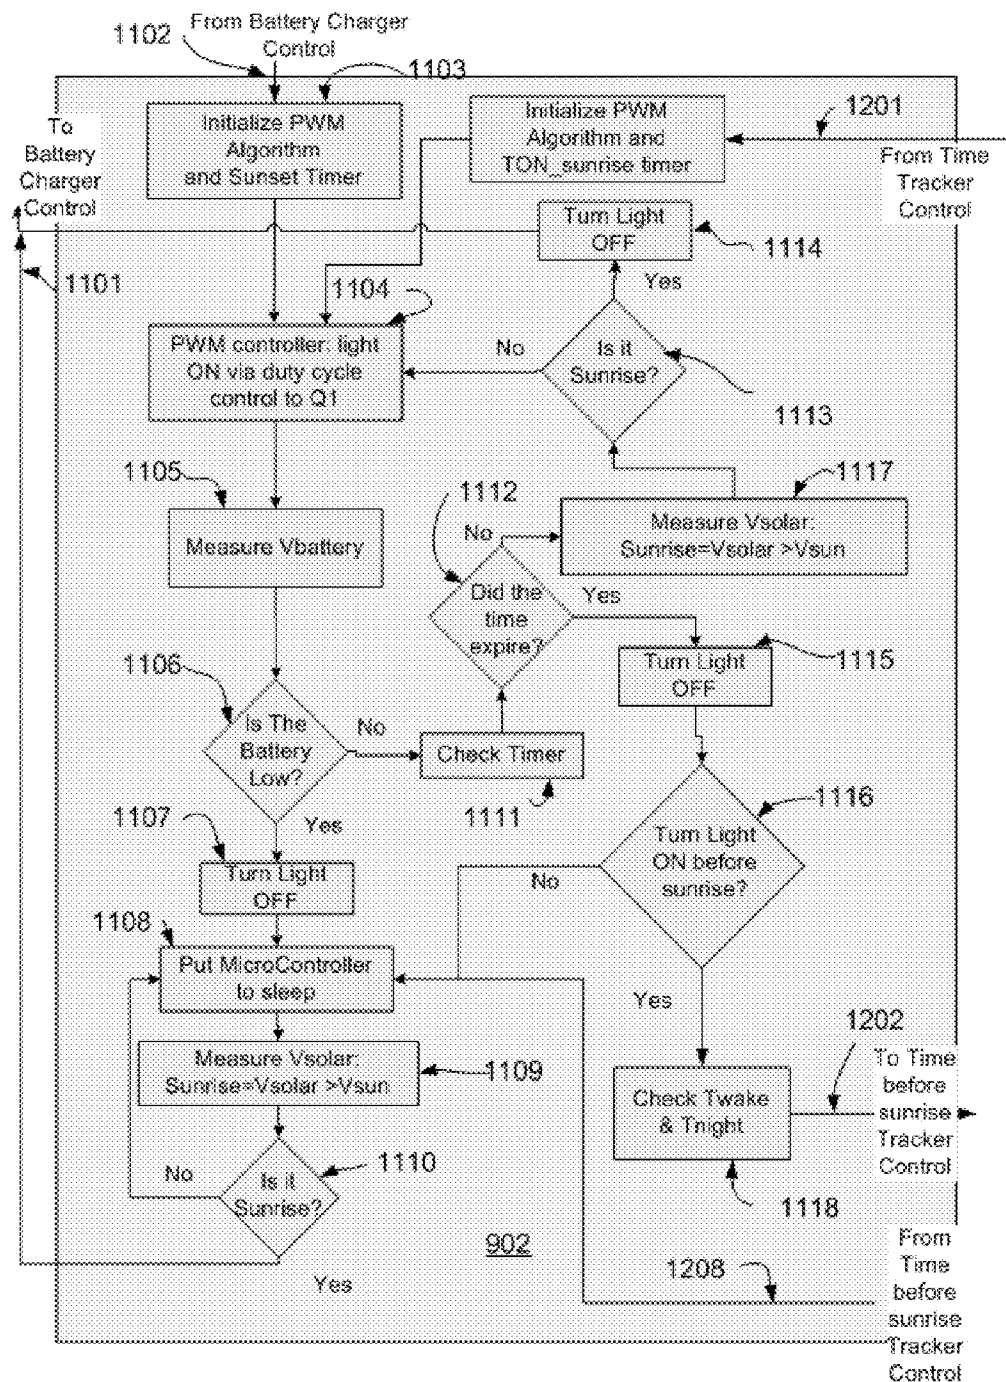 From Battery Charger
Control
1102
1103
Initialize PWM
Algorithm
and Sunset Timer
Initialize PWM
Algorithm and
TON_sunrise timer
1201
From Time
Tracker
Control
To
Battery
Charger
Control
1101
Turn Light
OFF
1114
Yes
1104
PWM controller: light
ON via duty cycle
control to Q1
No
Is it
Sunrise?
1113
1105
Measure Vbattery
1112
No
1117
Measure Vsolar:
Sunrise=Vsolar >Vsun
Did the
time
expire?
Yes
1115
Turn Light
OFF
1106
Is The
Battery
Low?
No
Check Timer
1111
1107
Yes
Turn Light
OFF
1116
Turn Light
ON before
sunrise?
No
1108
Put MicroController
to sleep
Yes
Measure Vsolar:
Sunrise=Vsolar >Vsun
1109
1202
To Time
before
sunrise
Tracker
Control
Check Twake
& Tnight
1118
No
Is it
Sunrise?
1110
902
Yes
1208
From
Time
before
sunrise
Tracker
Control